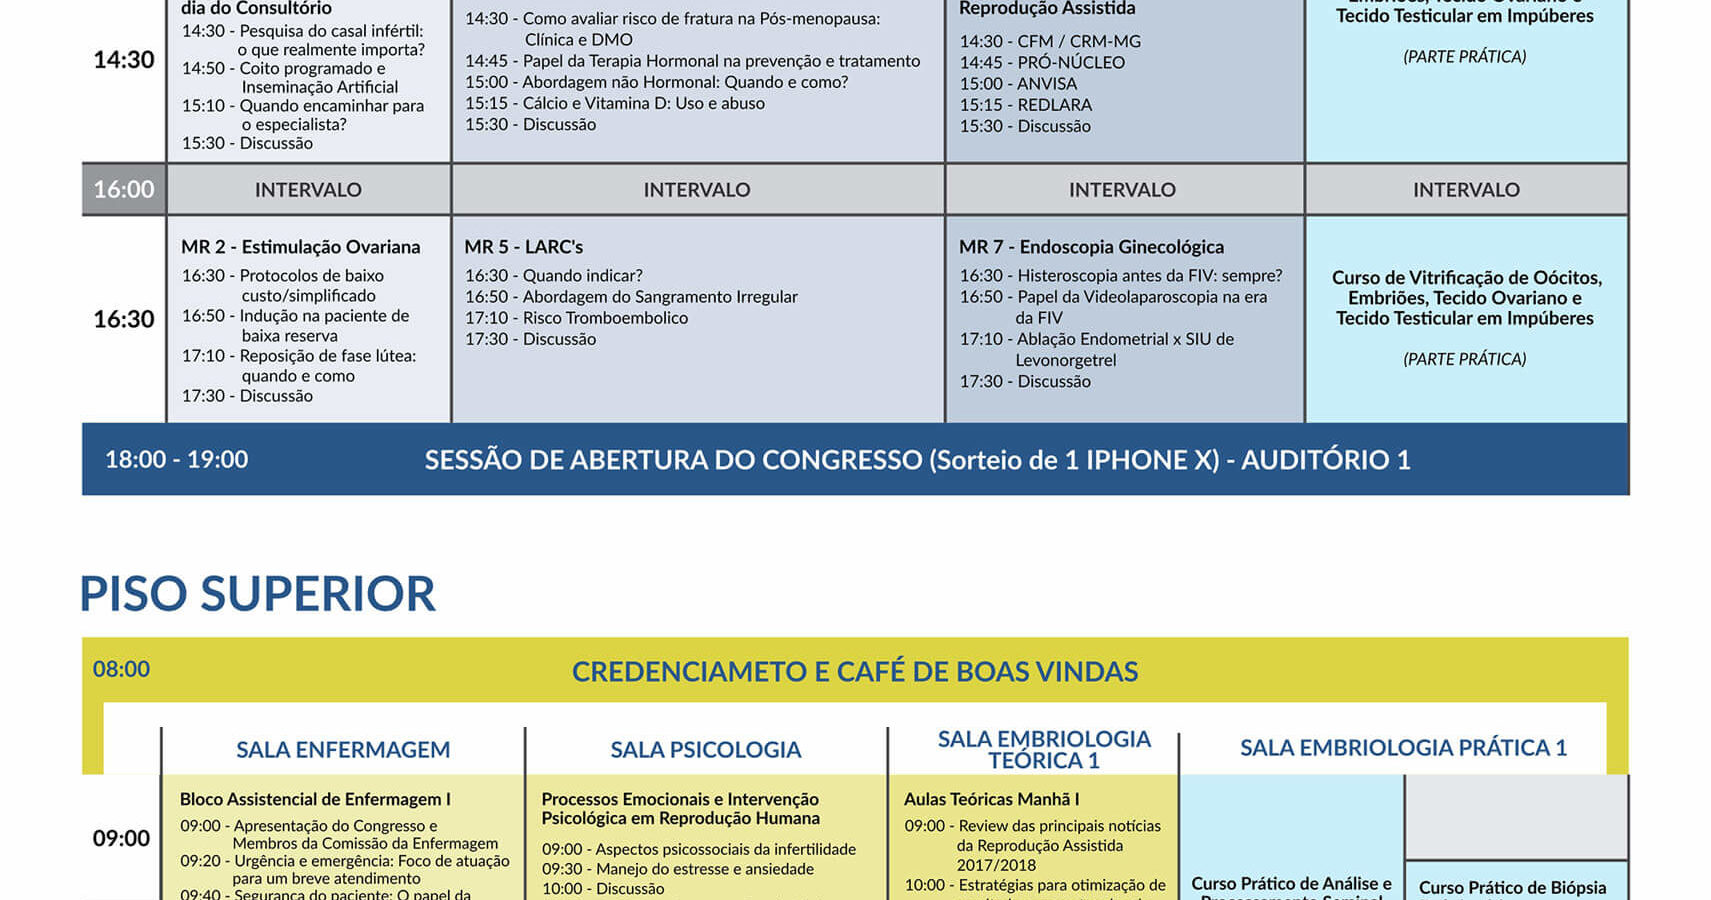 dia do Consultório
14:30 - Pesquisa do casal infértil:
o que realmente importa?
14:50 - Coito programado e
Inseminação Artificial
15:10 - Quando encaminhar para
o especialista?
15:30 - Discussão
14:30
14:30 - Como avaliar risco de fratura na Pós-menopausa:
Clínica e DMO
14:45 - Papel da Terapia Hormonal na prevenção e tratamento
15:00 - Abordagem não Hormonal: Quando e como?
15:15 - Cálcio e Vitamina D: Uso e abuso
15:30 - Discussão
Reprodução Assistida
14:30 - CFM / CRM-MG
14:45 - PRÓ-NÚCLEO
15:00 - ANVISA
15:15 - REDLARA
15:30 - Discussão
Embriões, Tecido Ovariano e
Tecido Testicular em Impúberes
(PARTE PRÁTICA)
16:00
INTERVALO
INTERVALO
INTERVALO
INTERVALO
16:30
MR 2 - Estimulação Ovariana
16:30 - Protocolos de baixo
custo/simplificado
16:50 - Indução na paciente de
baixa reserva
17:10 - Reposição de fase lútea:
quando e como
17:30 - Discussão
MR 5 - LARC's
16:30 - Quando indicar?
16:50 - Abordagem do Sangramento Irregular
17:10 - Risco Tromboembolico
17:30 - Discussão
MR 7 - Endoscopia Ginecológica
16:30 - Histeroscopia antes da FIV: sempre?
16:50 - Papel da Videolaparoscopia na era
da FIV
17:10 - Ablação Endometrial x SIU de
Levonorgetrel
17:30 - Discussão
Curso de Vitrificação de Oócitos,
Embriões, Tecido Ovariano e
Tecido Testicular em Impúberes
(PARTE PRÁTICA)
18:00 - 19:00
SESSÃO DE ABERTURA DO CONGRESSO (Sorteio de 1 IPHONE X) - AUDITÓRIO 1
PISO SUPERIOR
08:00
CREDENCIAMETO E CAFÉ DE BOAS VINDAS
SALA ENFERMAGEM
SALA PSICOLOGIA
SALA EMBRIOLOGIA
TEÓRICA 1
SALA EMBRIOLOGIA PRÁTICA 1
09:00
Bloco Assistencial de Enfermagem I
09:00 - Apresentação do Congresso e
Membros da Comissão da Enfermagem
09:20 - Urgência e emergência: Foco de atuação
para um breve atendimento
09:40 - Segurança do paciente: O papel da
Processos Emocionais e Intervenção
Psicológica em Reprodução Humana
09:00 - Aspectos psicossociais da infertilidade
09:30 - Manejo do estresse e ansiedade
10:00 - Discussão
Aulas Teóricas Manhã I
09:00 - Review das principais notícias
da Reprodução Assistida
2017/2018
10:00 - Estratégias para otimização de
Curso Prático de Análise e
Processamento Seminal
Curso Prático de Biópsia